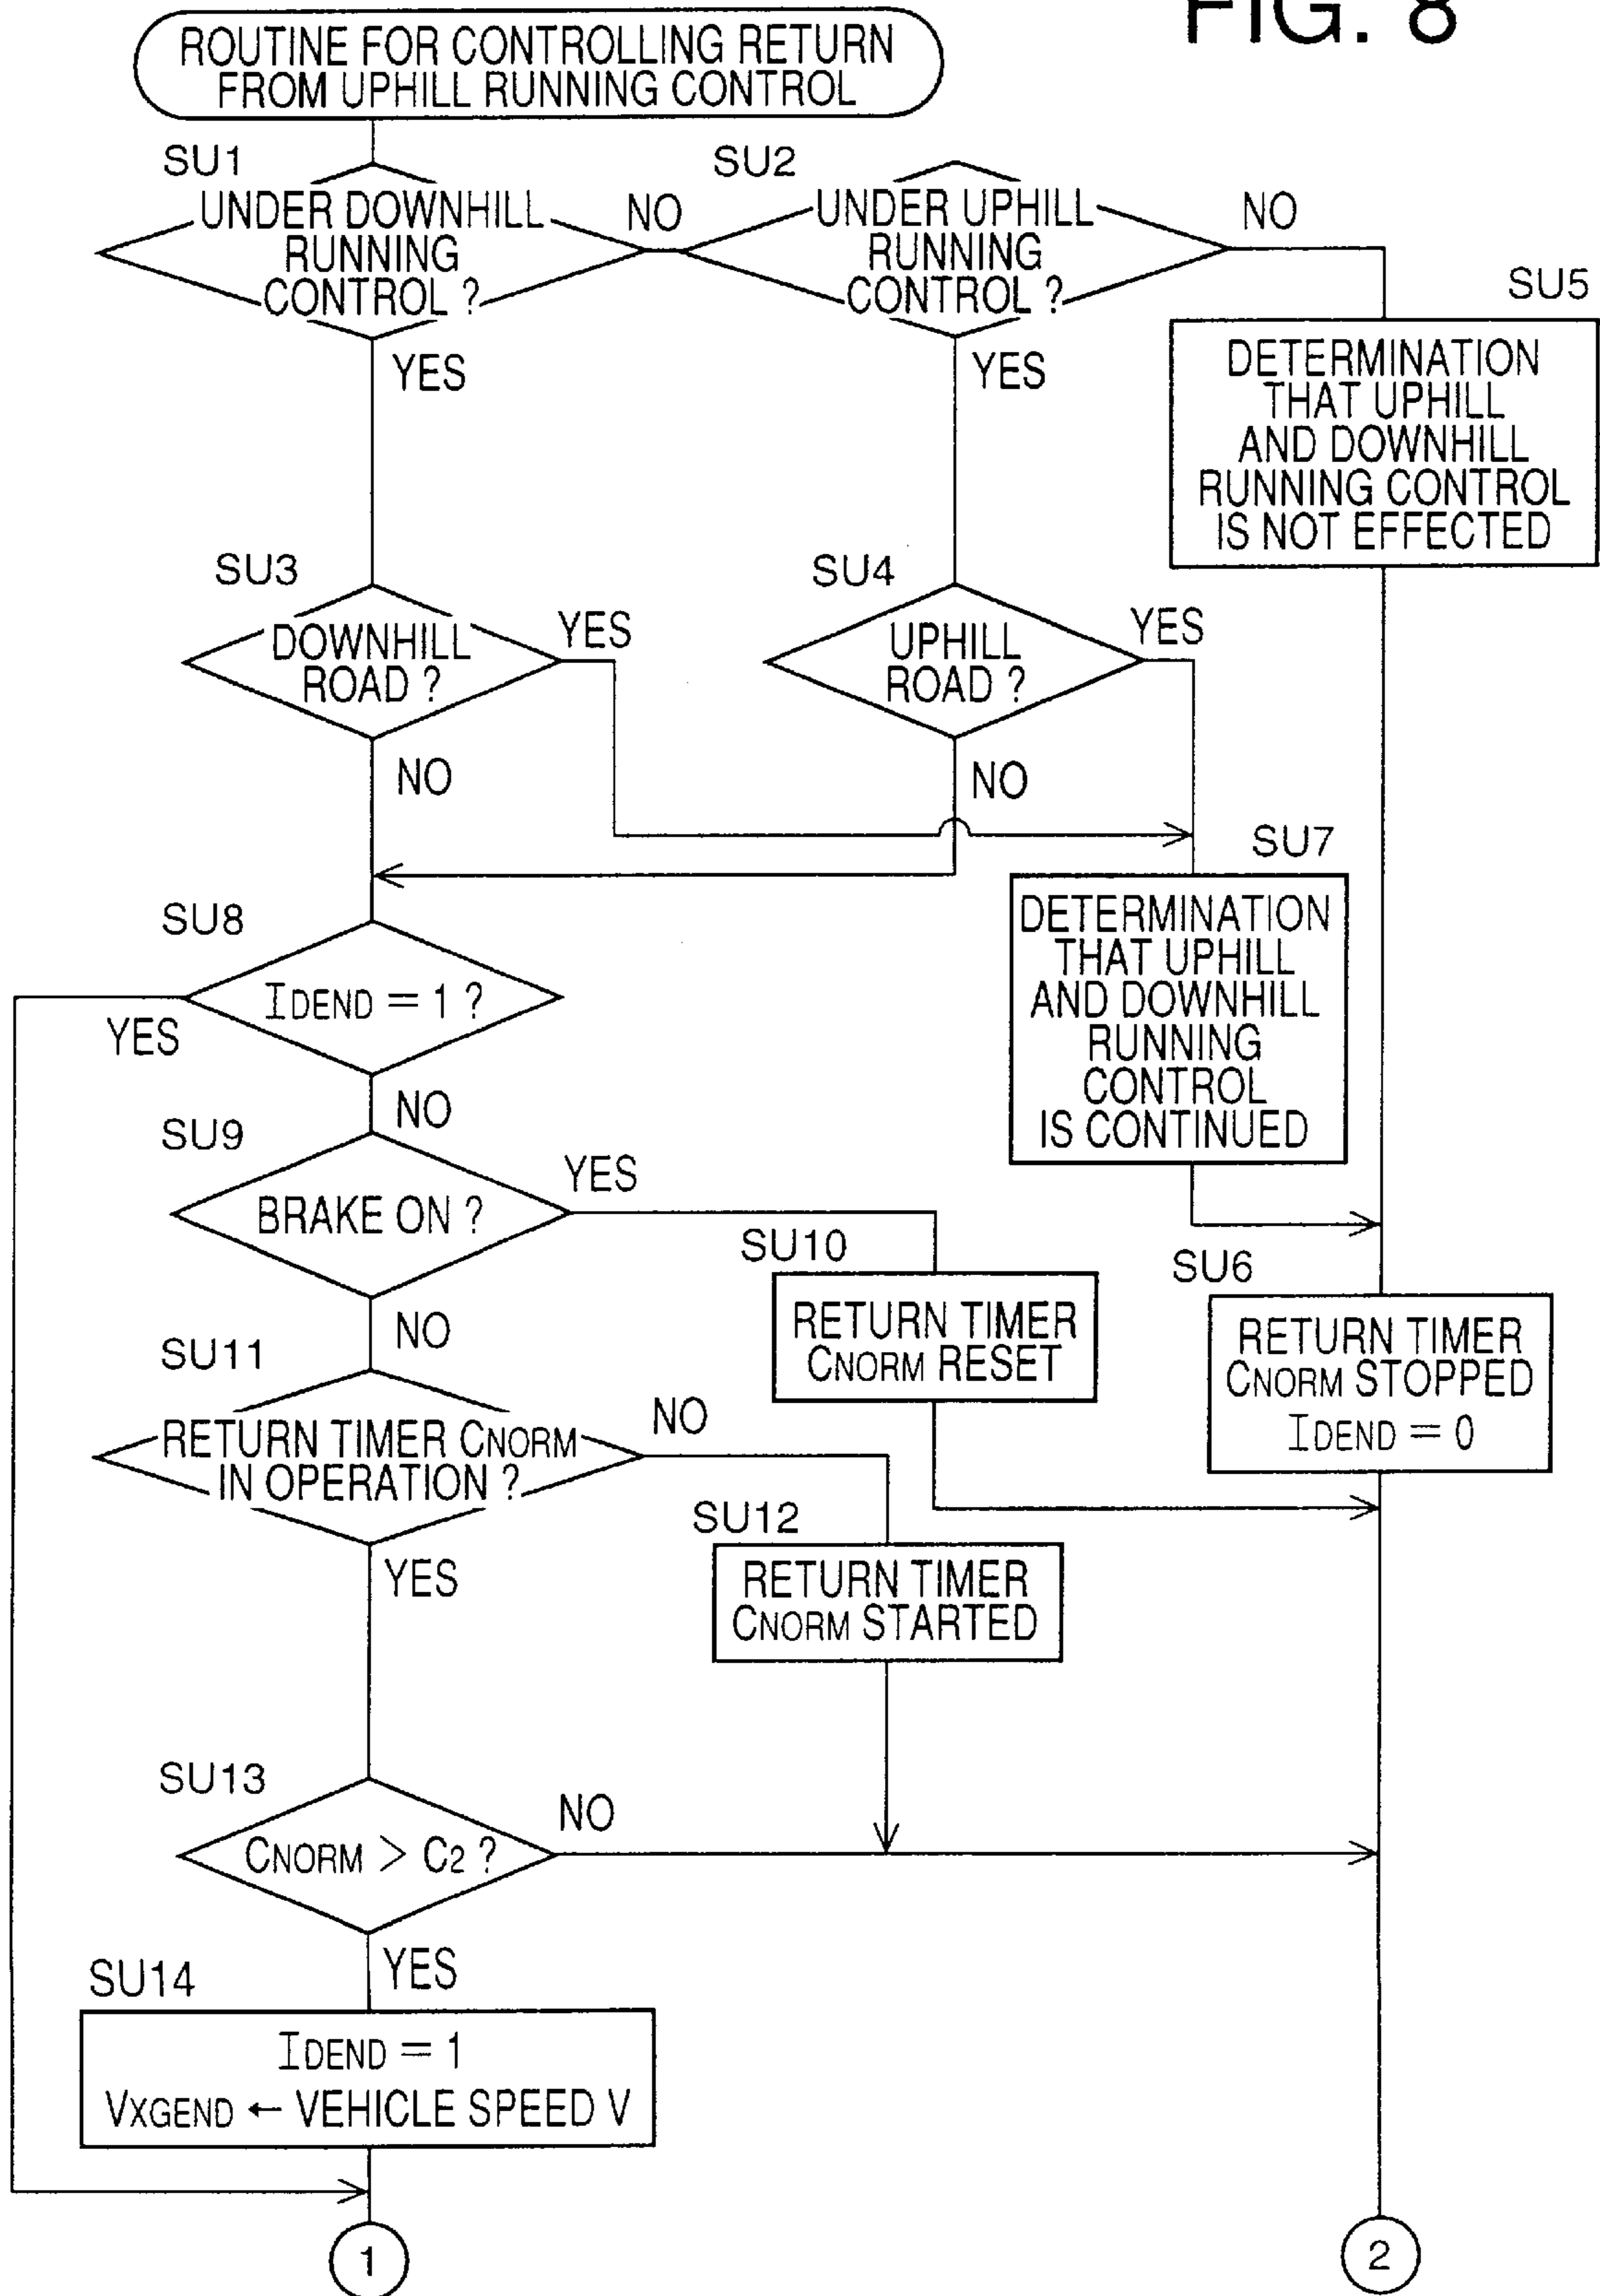 FIG. 8
ROUTINE FOR CONTROLLING RETURN
FROM UPHILL RUNNING CONTROL
SU1
UNDER DOWNHILL
RUNNING
CONTROL ?
NO
YES
SU2
UNDER UPHILL
RUNNING
CONTROL ?
NO
YES
SU5
DETERMINATION
THAT UPHILL
AND DOWNHILL
RUNNING CONTROL
IS NOT EFFECTED
SU3
DOWNHILL
ROAD ?
YES
NO
SU4
UPHILL
ROAD ?
YES
NO
SU7
DETERMINATION
THAT UPHILL
AND DOWNHILL
RUNNING
CONTROL
IS CONTINUED
SU8
IDEND = 1 ?
YES
NO
SU9
BRAKE ON ?
YES
NO
SU10
RETURN TIMER
CNORM RESET
SU6
RETURN TIMER
CNORM STOPPED
IDEND = 0
SU11
RETURN TIMER CNORM
IN OPERATION ?
NO
YES
SU12
RETURN TIMER
CNORM STARTED
SU13
CNORM > C2 ?
NO
YES
SU14
IDEND = 1
VXGEND ← VEHICLE SPEED V
1
2